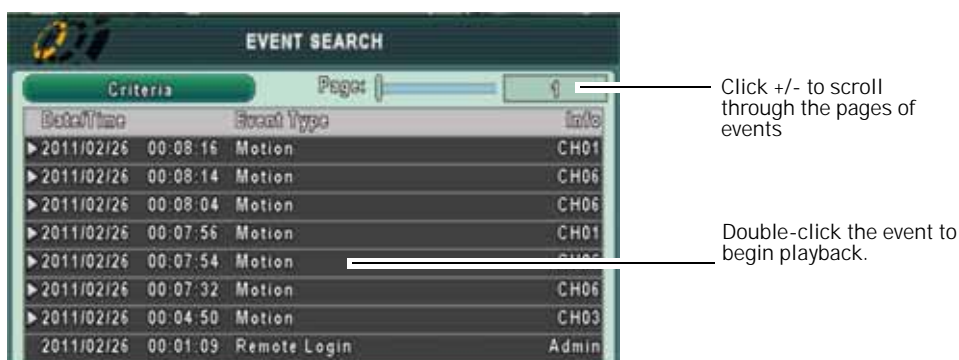 EVENT SEARCH
Criteria
Page:
1
Date/Time Event Type Info
2011/02/26 00:08:16 Motion CH01
2011/02/26 00:08:14 Motion CH06
2011/02/26 00:08:04 Motion CH06
2011/02/26 00:07:56 Motion CH01
2011/02/26 00:07:54 Motion
2011/02/26 00:07:32 Motion CH06
2011/02/26 00:04:50 Motion CH03
2011/02/26 00:01:09 Remote Login Admin
Click +/- to scroll
through the pages of
events
Double-click the event to
begin playback.